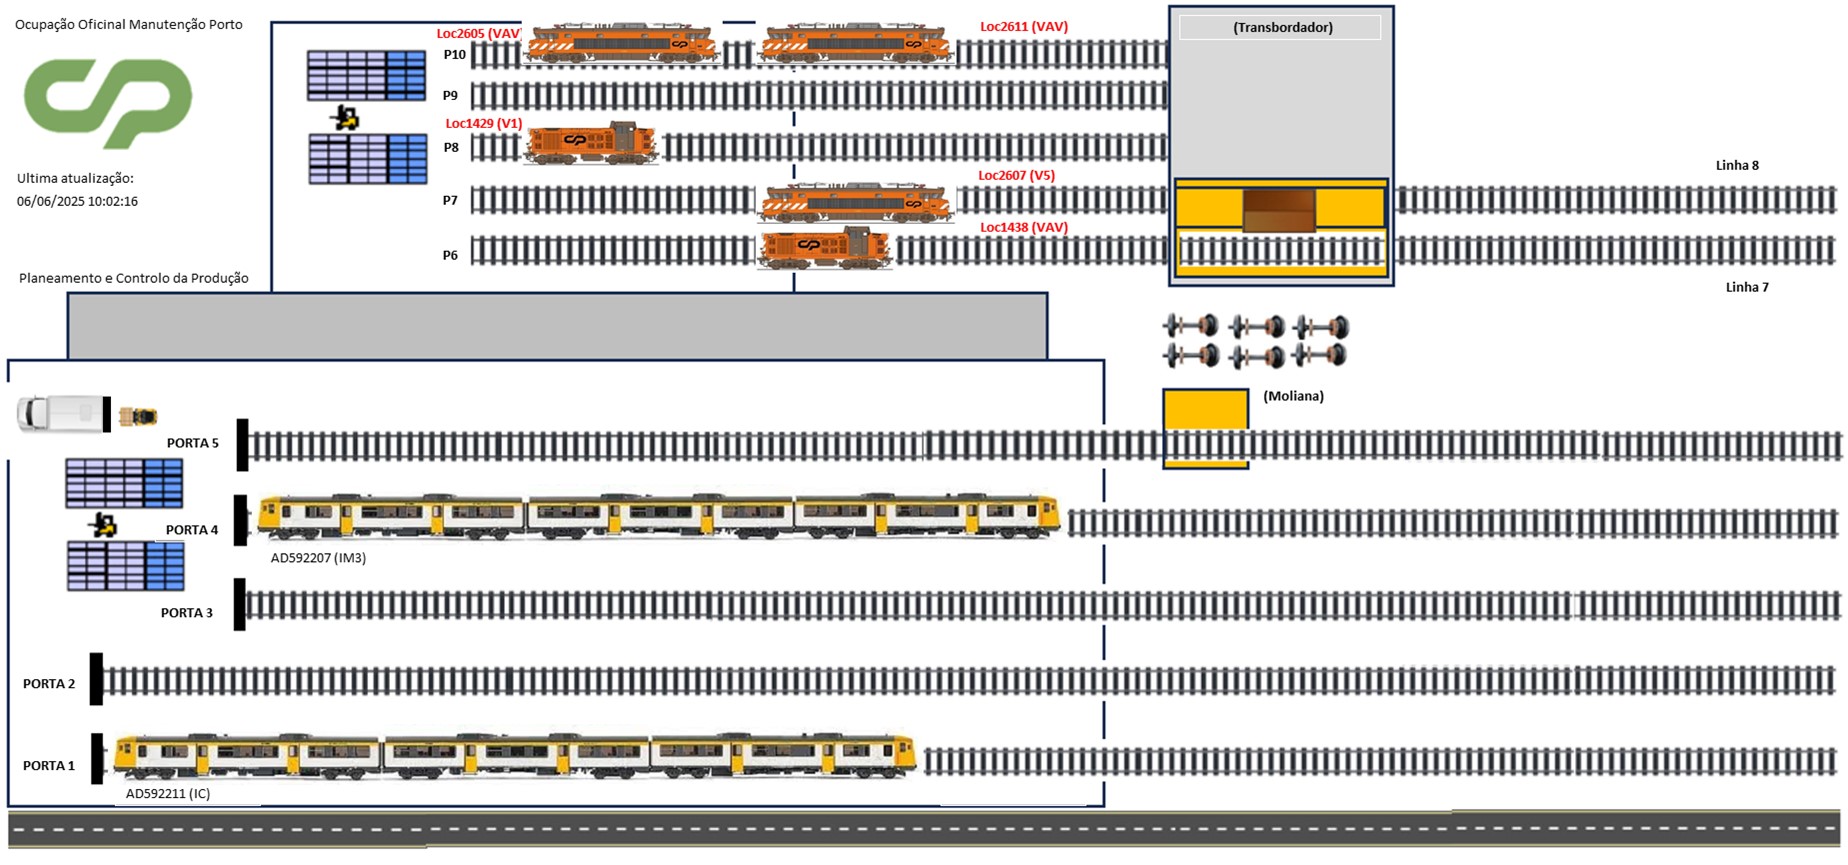 Ocupação Oficinal Manutenção Porto
Loc2605 (VAV)
Loc2611 (VAV)
(Transbordador)
P10
P9
Loc1429 (V1)
P8
Linha 8
Ultima atualização:
06/06/2025 10:02:16
Loc2607 (V5)
P7
Loc1438 (VAV)
P6
Planeamento e Controlo da Produção
Linha 7
(Moliana)
PORTA 5
PORTA 4
AD592207 (IM3)
PORTA 3
PORTA 2
PORTA 1
AD592211 (IC)